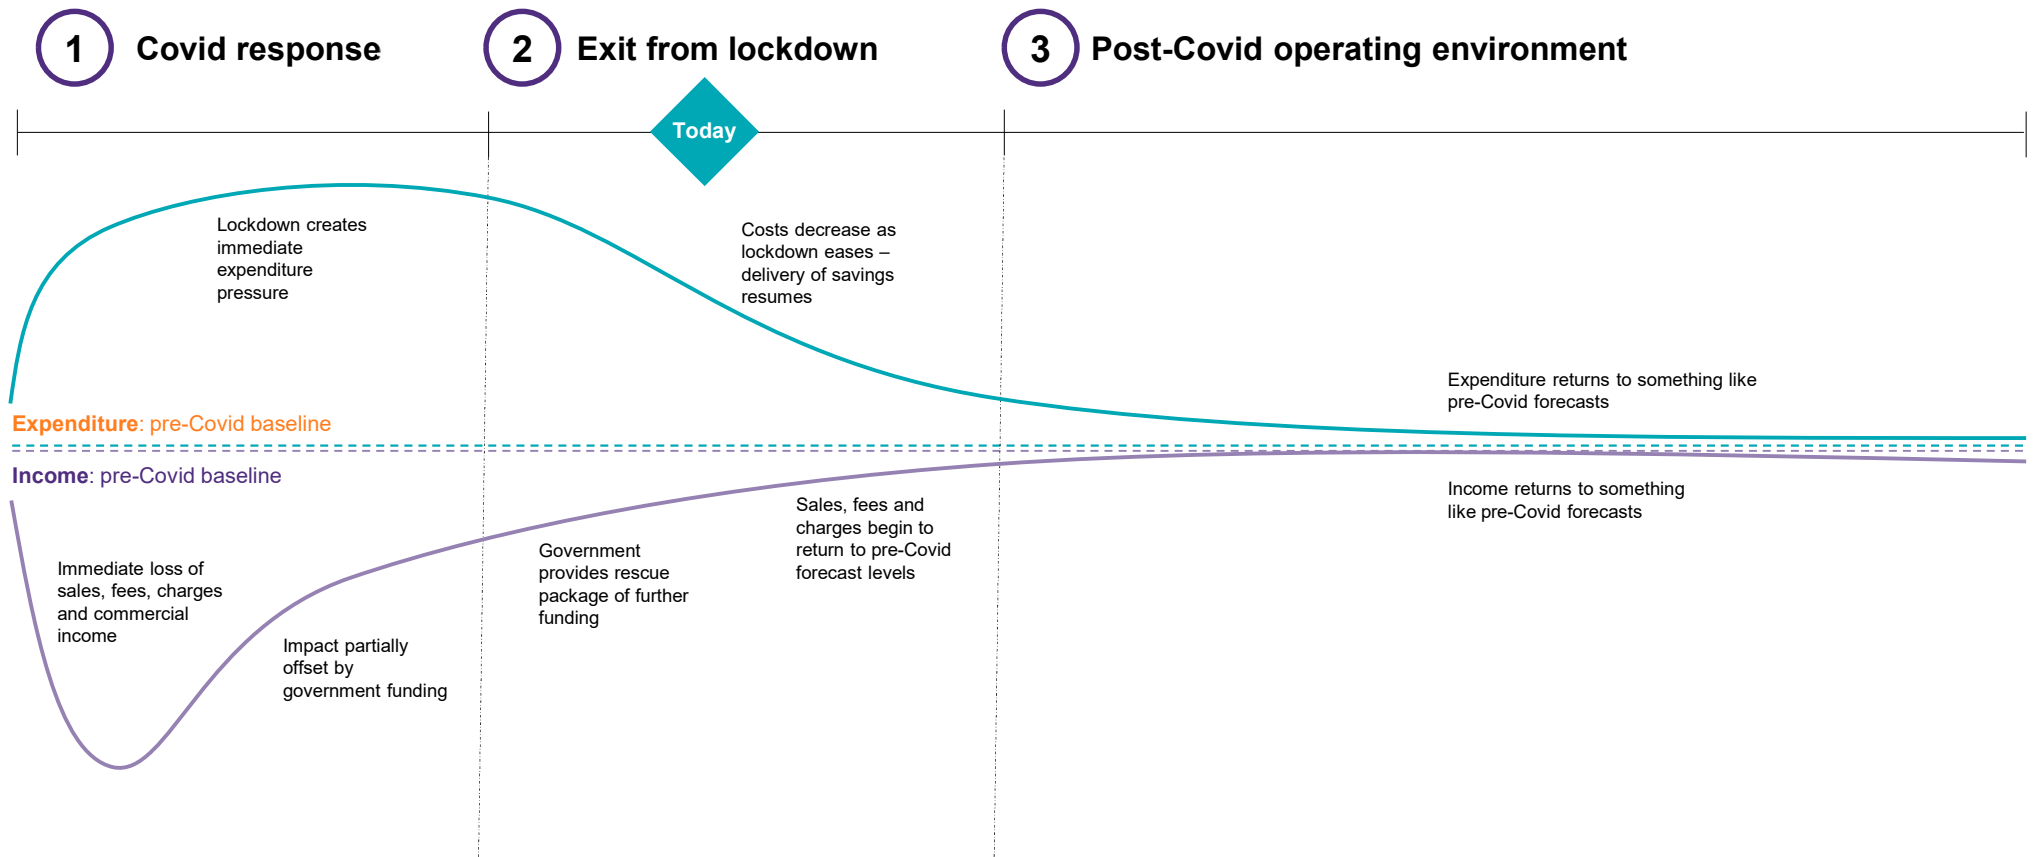 1 Covid response
2 Exit from lockdown
3 Post-Covid operating environment
Today
Lockdown creates
immediate
expenditure
pressure
Costs decrease as
lockdown eases –
delivery of savings
resumes
Expenditure returns to something like
pre-Covid forecasts
Expenditure: pre-Covid baseline
Income: pre-Covid baseline
Immediate loss of
sales, fees, charges
and commercial
income
Impact partially
offset by
government funding
Government
provides rescue
package of further
funding
Sales, fees and
charges begin to
return to pre-Covid
forecast levels
Income returns to something
like pre-Covid forecasts